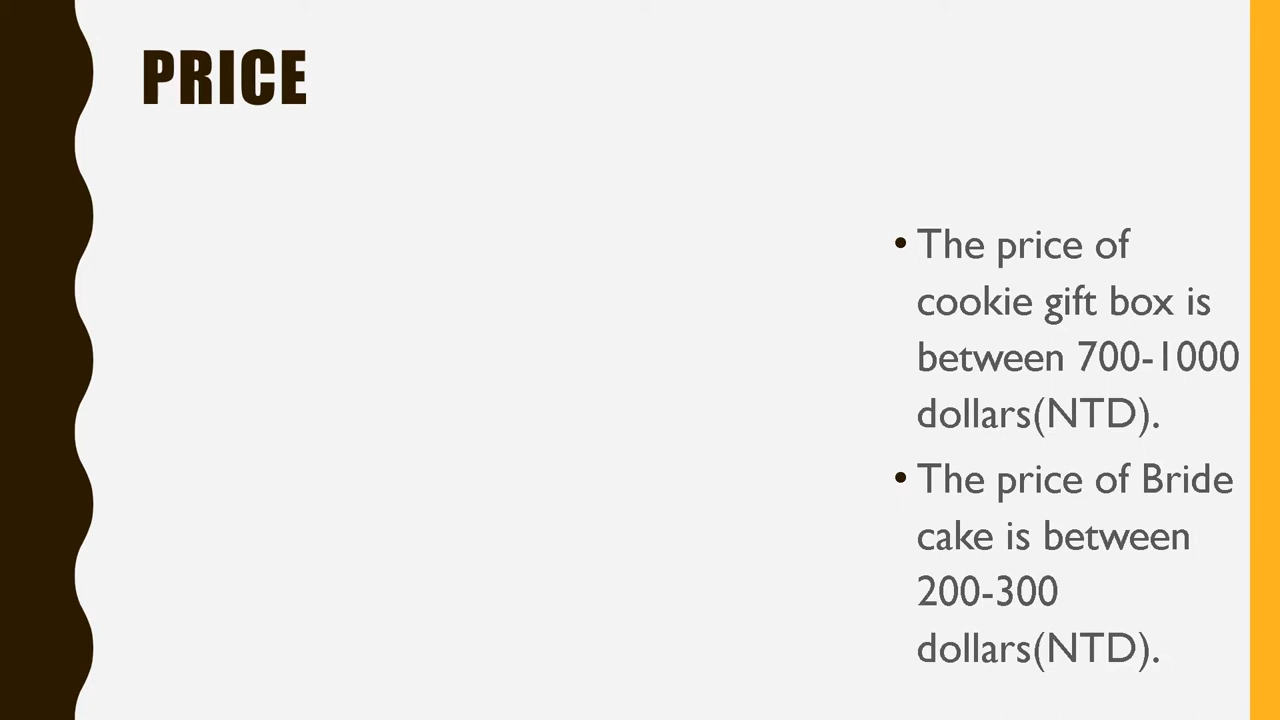 PRICE
• The price of
cookie gift box is
between 700-1000
dollars(NTD).
• The price of Bride
cake is between
200-300
dollars(NTD).